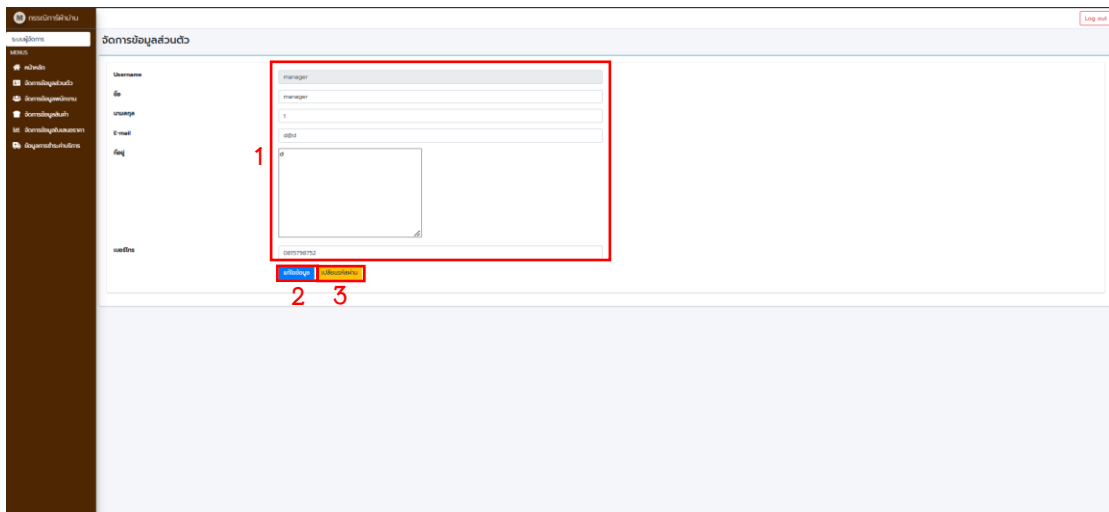 M กรรณิการ์ผ้าม่าน
Log out
ระบบผู้จัดการ
จัดการข้อมูลส่วนตัว
MENUS
หน้าหลัก
จัดการข้อมูลส่วนตัว
จัดการข้อมูลพนักงาน
จัดการข้อมูลสินค้า
จัดการข้อมูลใบเสนอราคา
ข้อมูลการชำระค่าบริการ
Username
manager
ชื่อ
manager
นามสกุล
1
E-mail
d@d
ที่อยู่
d
1
เบอร์โทร
0815798752
แก้ไขข้อมูล
เปลี่ยนรหัสผ่าน
2
3